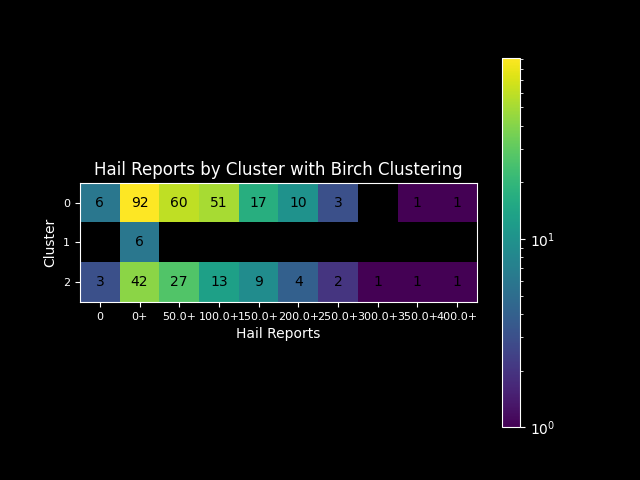 Hail Reports by Cluster with Birch Clustering
Cluster
0 6 92 60 51 17 10 3 1 1
1 6
2 3 42 27 13 9 4 2 1 1 1
0 0+ 50.0+ 100.0+ 150.0+ 200.0+ 250.0+ 300.0+ 350.0+ 400.0+
Hail Reports
10¹
10⁰